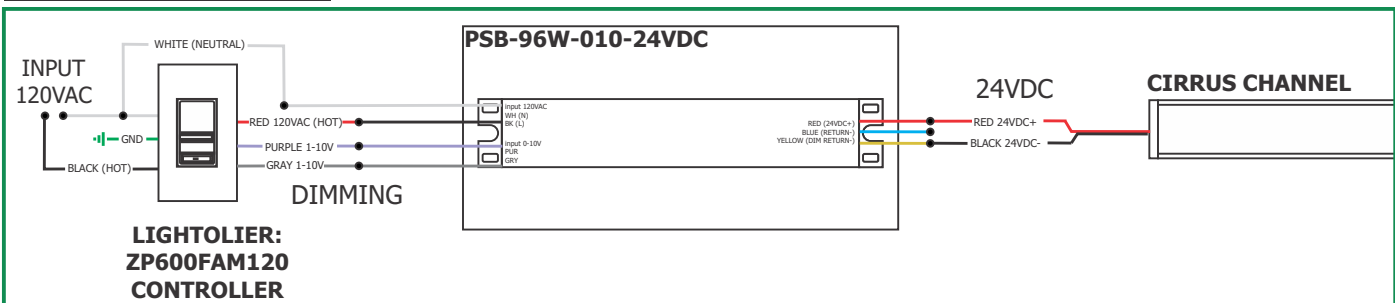 WHITE (NEUTRAL)
INPUT
120VAC
GND
BLACK (HOT)
RED 120VAC (HOT)
PURPLE 1-10V
GRAY 1-10V
DIMMING
LIGHTOLIER:
ZP600FAM120
CONTROLLER
PSB-96W-010-24VDC
input 120VAC
WH (N)
BK (L)
input 0-10V
PUR
GRY
RED (24VDC+)
BLUE (RETURN-)
YELLOW (DIM RETURN-)
24VDC
RED 24VDC+
BLACK 24VDC-
CIRRUS CHANNEL